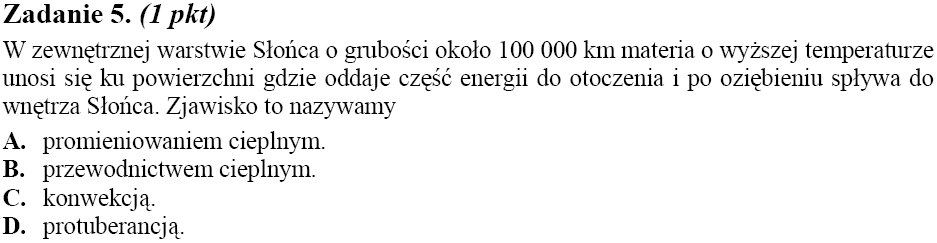 Zadanie 5. (1 pkt)
W zewnętrznej warstwie Słońca o grubości około 100 000 km materia o wyższej temperaturze
unosi się ku powierzchni gdzie oddaje część energii do otoczenia i po oziębieniu spływa do
wnętrza Słońca. Zjawisko to nazywamy
A. promieniowaniem cieplnym.
B. przewodnictwem cieplnym.
C. konwekcją.
D. protuberancją.